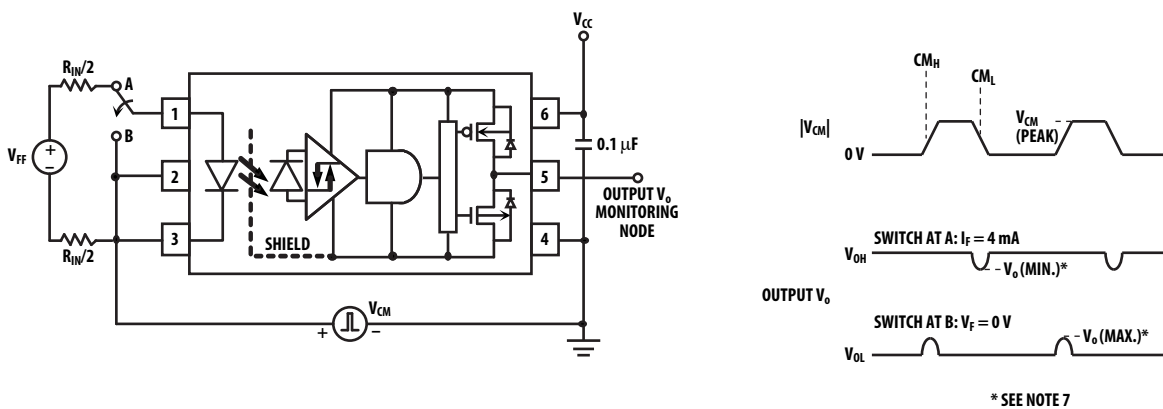 V_CC
R_IN/2
A
B
V_FF
+
−
R_IN/2
1
2
3
SHIELD
6
5
4
0.1 μF
OUTPUT V_o
MONITORING
NODE
V_CM
+
−
CM_H
CM_L
|V_CM|
V_CM
(PEAK)
0 V
SWITCH AT A: I_F = 4 mA
V_OH
V_o (MIN.)*
OUTPUT V_o
SWITCH AT B: V_F = 0 V
V_o (MAX.)*
V_OL
* SEE NOTE 7